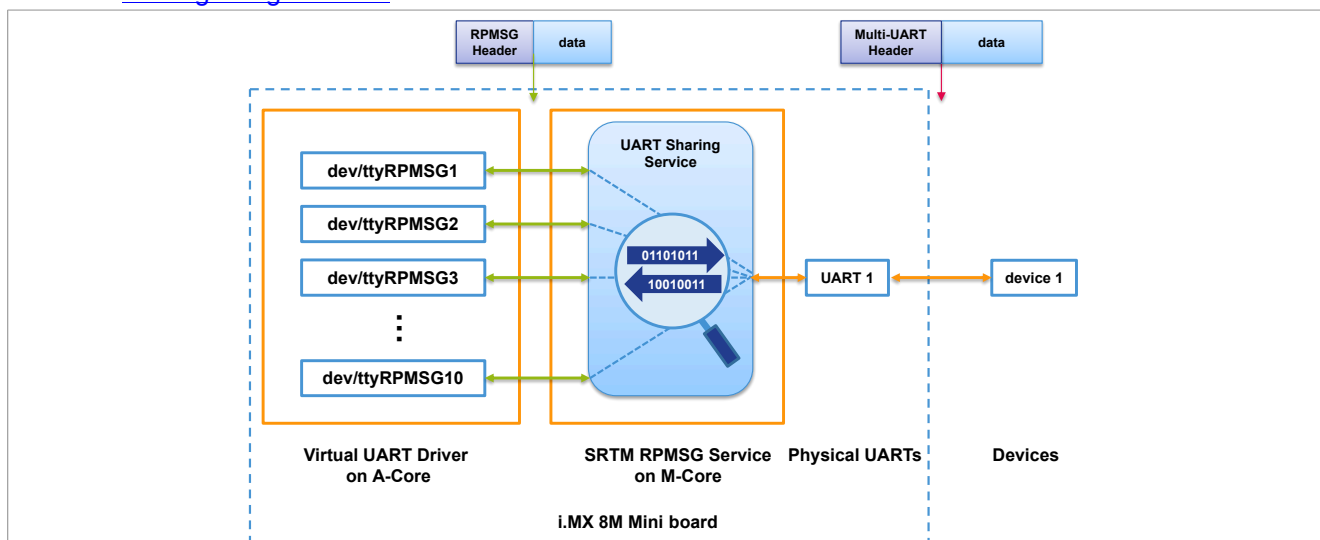 RPMSG
Header
data
Multi-UART
Header
data
UART Sharing
Service
dev/ttyRPMSG1
dev/ttyRPMSG2
01101011
dev/ttyRPMSG3
10010011
UART 1
device 1
dev/ttyRPMSG10
Virtual UART Driver
on A-Core
SRTM RPMSG Service
on M-Core
Physical UARTs
Devices
i.MX 8M Mini board